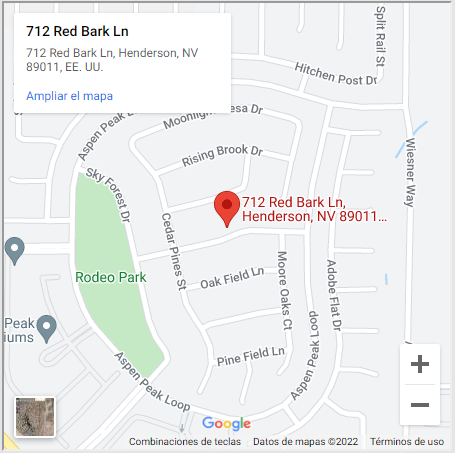 712 Red Bark Ln
712 Red Bark Ln, Henderson, NV
89011, EE. UU.
Ampliar el mapa
Split Rail St
Hitchen Post Dr
Moonlight
esa Dr
Aspen Peak L
Rising Brook Dr
Wiesner Way
Sky Forest Dr
Cedar Pines St
712 Red Bark Ln,
Henderson, NV 89011...
Rodeo Park
Oak Field Ln
Moore Oaks Ct
Adobe Flat Dr
Aspen Peak Loop
Peak
iums
Pine Field Ln
Aspen Peak Loop
Google
Combinaciones de teclas
Datos de mapas ©2022
Términos de uso